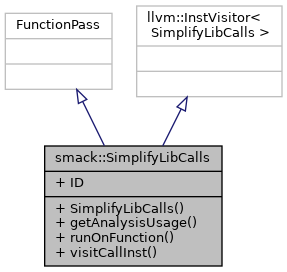 FunctionPass
llvm::InstVisitor<
SimplifyLibCalls >
smack::SimplifyLibCalls
+ ID
+ SimplifyLibCalls()
+ getAnalysisUsage()
+ runOnFunction()
+ visitCallInst()